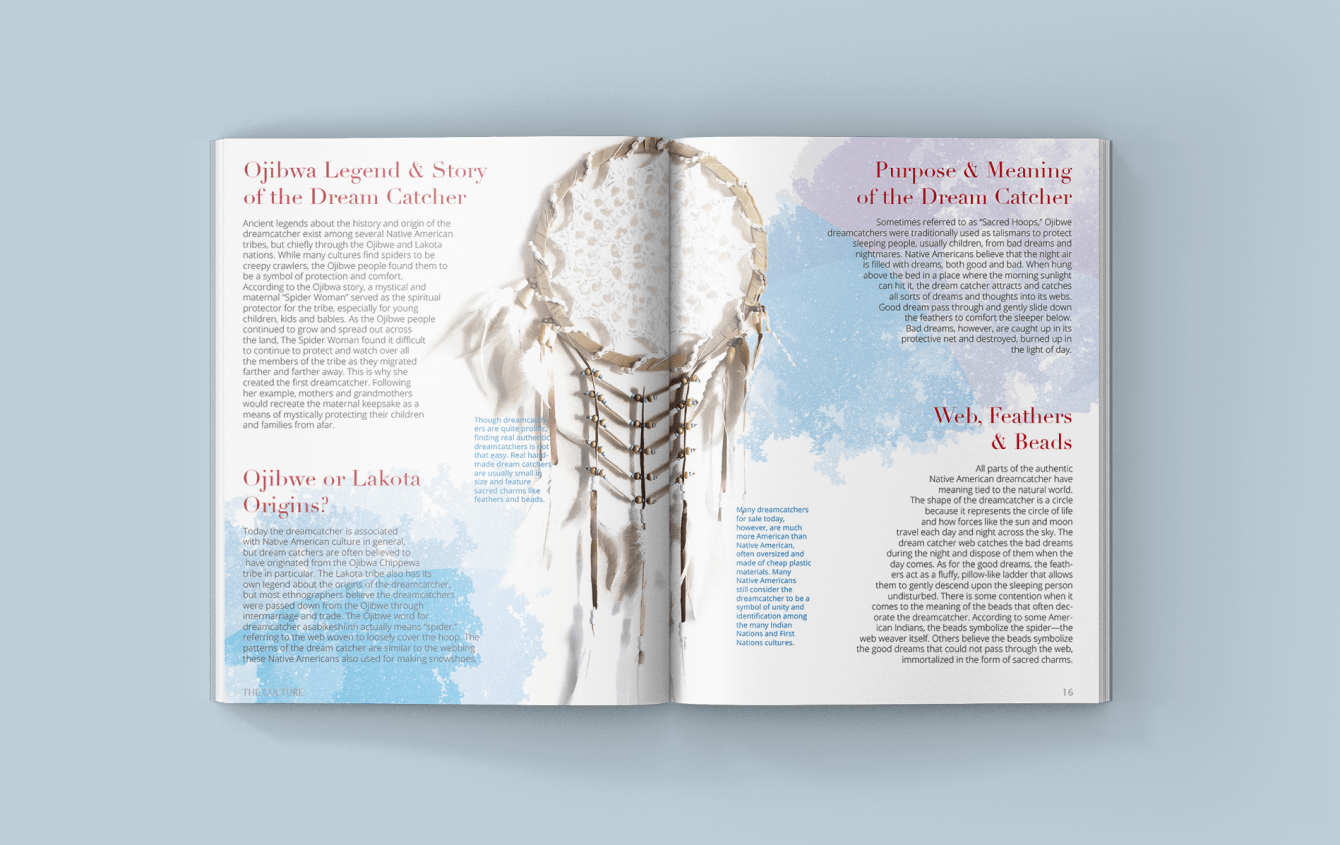 Ojibwa Legend & Story
of the Dream Catcher
Ancient legends about the history and origin of the
dreamcatcher exist among several Native American
tribes, but chiefly through the Ojibwe and Lakota
nations. While many cultures find spiders to be
creepy crawlers, the Ojibwe people found them to
be a symbol of protection and comfort.
According to the Ojibwa story, a mystical and
maternal “Spider Woman” served as the spiritual
protector for the tribe, especially for young
children, kids and babies. As the Ojibwe people
continued to grow and spread out across
the land, The Spider Woman found it difficult
to continue to protect and watch over all
the members of the tribe as they migrated
farther and farther away. This is why she
created the first dreamcatcher. Following
her example, mothers and grandmothers
would recreate the maternal keepsake as a
means of mystically protecting their children
and families from afar.
Though dreamcatch-
ers are quite prolific,
finding real authentic
dreamcatchers is not
that easy. Real hand-
made dream catchers
are usually small in
size and feature
sacred charms like
feathers and beads.
Ojibwe or Lakota
Origins?
Today the dreamcatcher is associated
with Native American culture in general,
but dream catchers are often believed to
have originated from the Ojibwa Chippewa
tribe in particular. The Lakota tribe also has its
own legend about the origins of the dreamcatcher,
but most ethnographers believe the dreamcatchers
were passed down from the Ojibwe through
intermarriage and trade. The Ojibwe word for
dreamcatcher asabikeshiinh actually means “spider,”
referring to the web woven to loosely cover the hoop. The
patterns of the dream catcher are similar to the webbing
these Native Americans also used for making snowshoes.
THE CULTURE
Purpose & Meaning
of the Dream Catcher
Sometimes referred to as “Sacred Hoops,” Ojibwe
dreamcatchers were traditionally used as talismans to protect
sleeping people, usually children, from bad dreams and
nightmares. Native Americans believe that the night air
is filled with dreams, both good and bad. When hung
above the bed in a place where the morning sunlight
can hit it, the dream catcher attracts and catches
all sorts of dreams and thoughts into its webs.
Good dream pass through and gently slide down
the feathers to comfort the sleeper below.
Bad dreams, however, are caught up in its
protective net and destroyed, burned up in
the light of day.
Many dreamcatchers
for sale today,
however, are much
more American than
Native American,
often oversized and
made of cheap plastic
materials. Many
Native Americans
still consider the
dreamcatcher to be a
symbol of unity and
identification among
the many Indian
Nations and First
Nations cultures.
Web, Feathers
& Beads
All parts of the authentic
Native American dreamcatcher have
meaning tied to the natural world.
The shape of the dreamcatcher is a circle
because it represents the circle of life
and how forces like the sun and moon
travel each day and night across the sky. The
dream catcher web catches the bad dreams
during the night and dispose of them when the
day comes. As for the good dreams, the feath-
ers act as a fluffy, pillow-like ladder that allows
them to gently descend upon the sleeping person
undisturbed. There is some contention when it
comes to the meaning of the beads that often dec-
orate the dreamcatcher. According to some Amer-
ican Indians, the beads symbolize the spider—the
web weaver itself. Others believe the beads symbolize
the good dreams that could not pass through the web,
immortalized in the form of sacred charms.
16